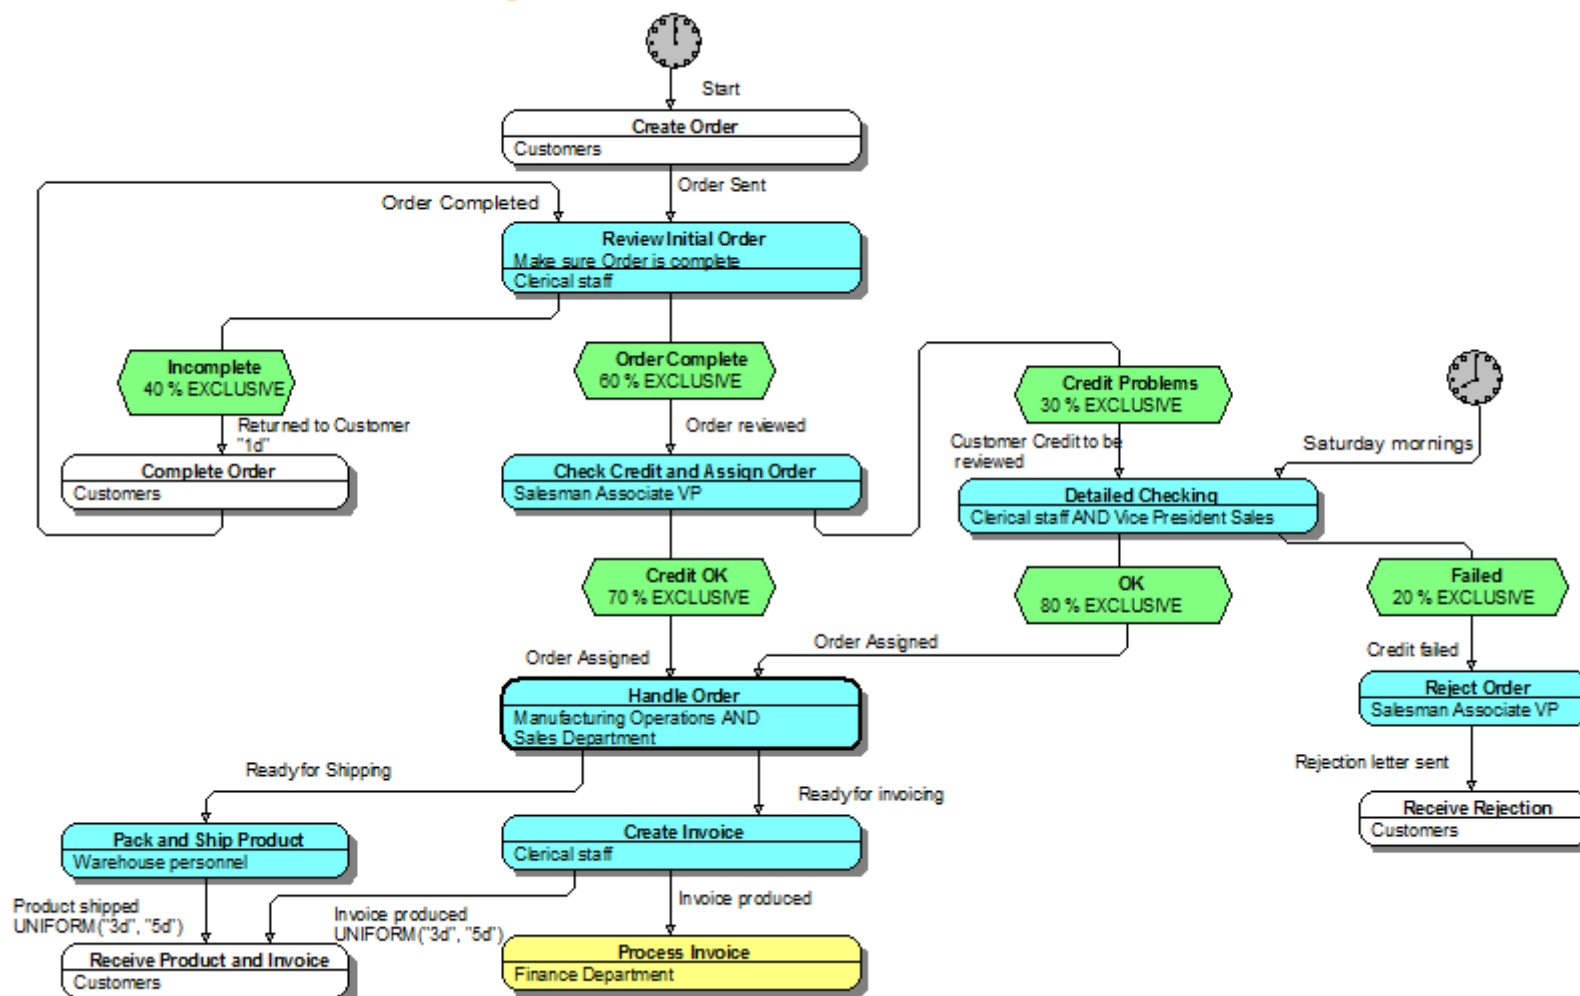 Start
Create Order
Customers
Order Sent
Order Completed
Review Initial Order
Make sure Order is complete
Clerical staff
Incomplete
40 % EXCLUSIVE
Order Complete
60 % EXCLUSIVE
Credit Problems
30 % EXCLUSIVE
Returned to Customer
"1d"
Order reviewed
Customer Credit to be
reviewed
Saturday mornings
Complete Order
Customers
Check Credit and Assign Order
Salesman Associate VP
Detailed Checking
Clerical staff AND Vice President Sales
Credit OK
70 % EXCLUSIVE
OK
80 % EXCLUSIVE
Failed
20 % EXCLUSIVE
Order Assigned
Order Assigned
Credit failed
Handle Order
Manufacturing Operations AND
Sales Department
Reject Order
Salesman Associate VP
Ready for Shipping
Ready for invoicing
Rejection letter sent
Pack and Ship Product
Warehouse personnel
Create Invoice
Clerical staff
Receive Rejection
Customers
Product shipped
UNIFORM("3d", "5d")
Invoice produced
UNIFORM("3d", "5d")
Invoice produced
Receive Product and Invoice
Customers
Process Invoice
Finance Department